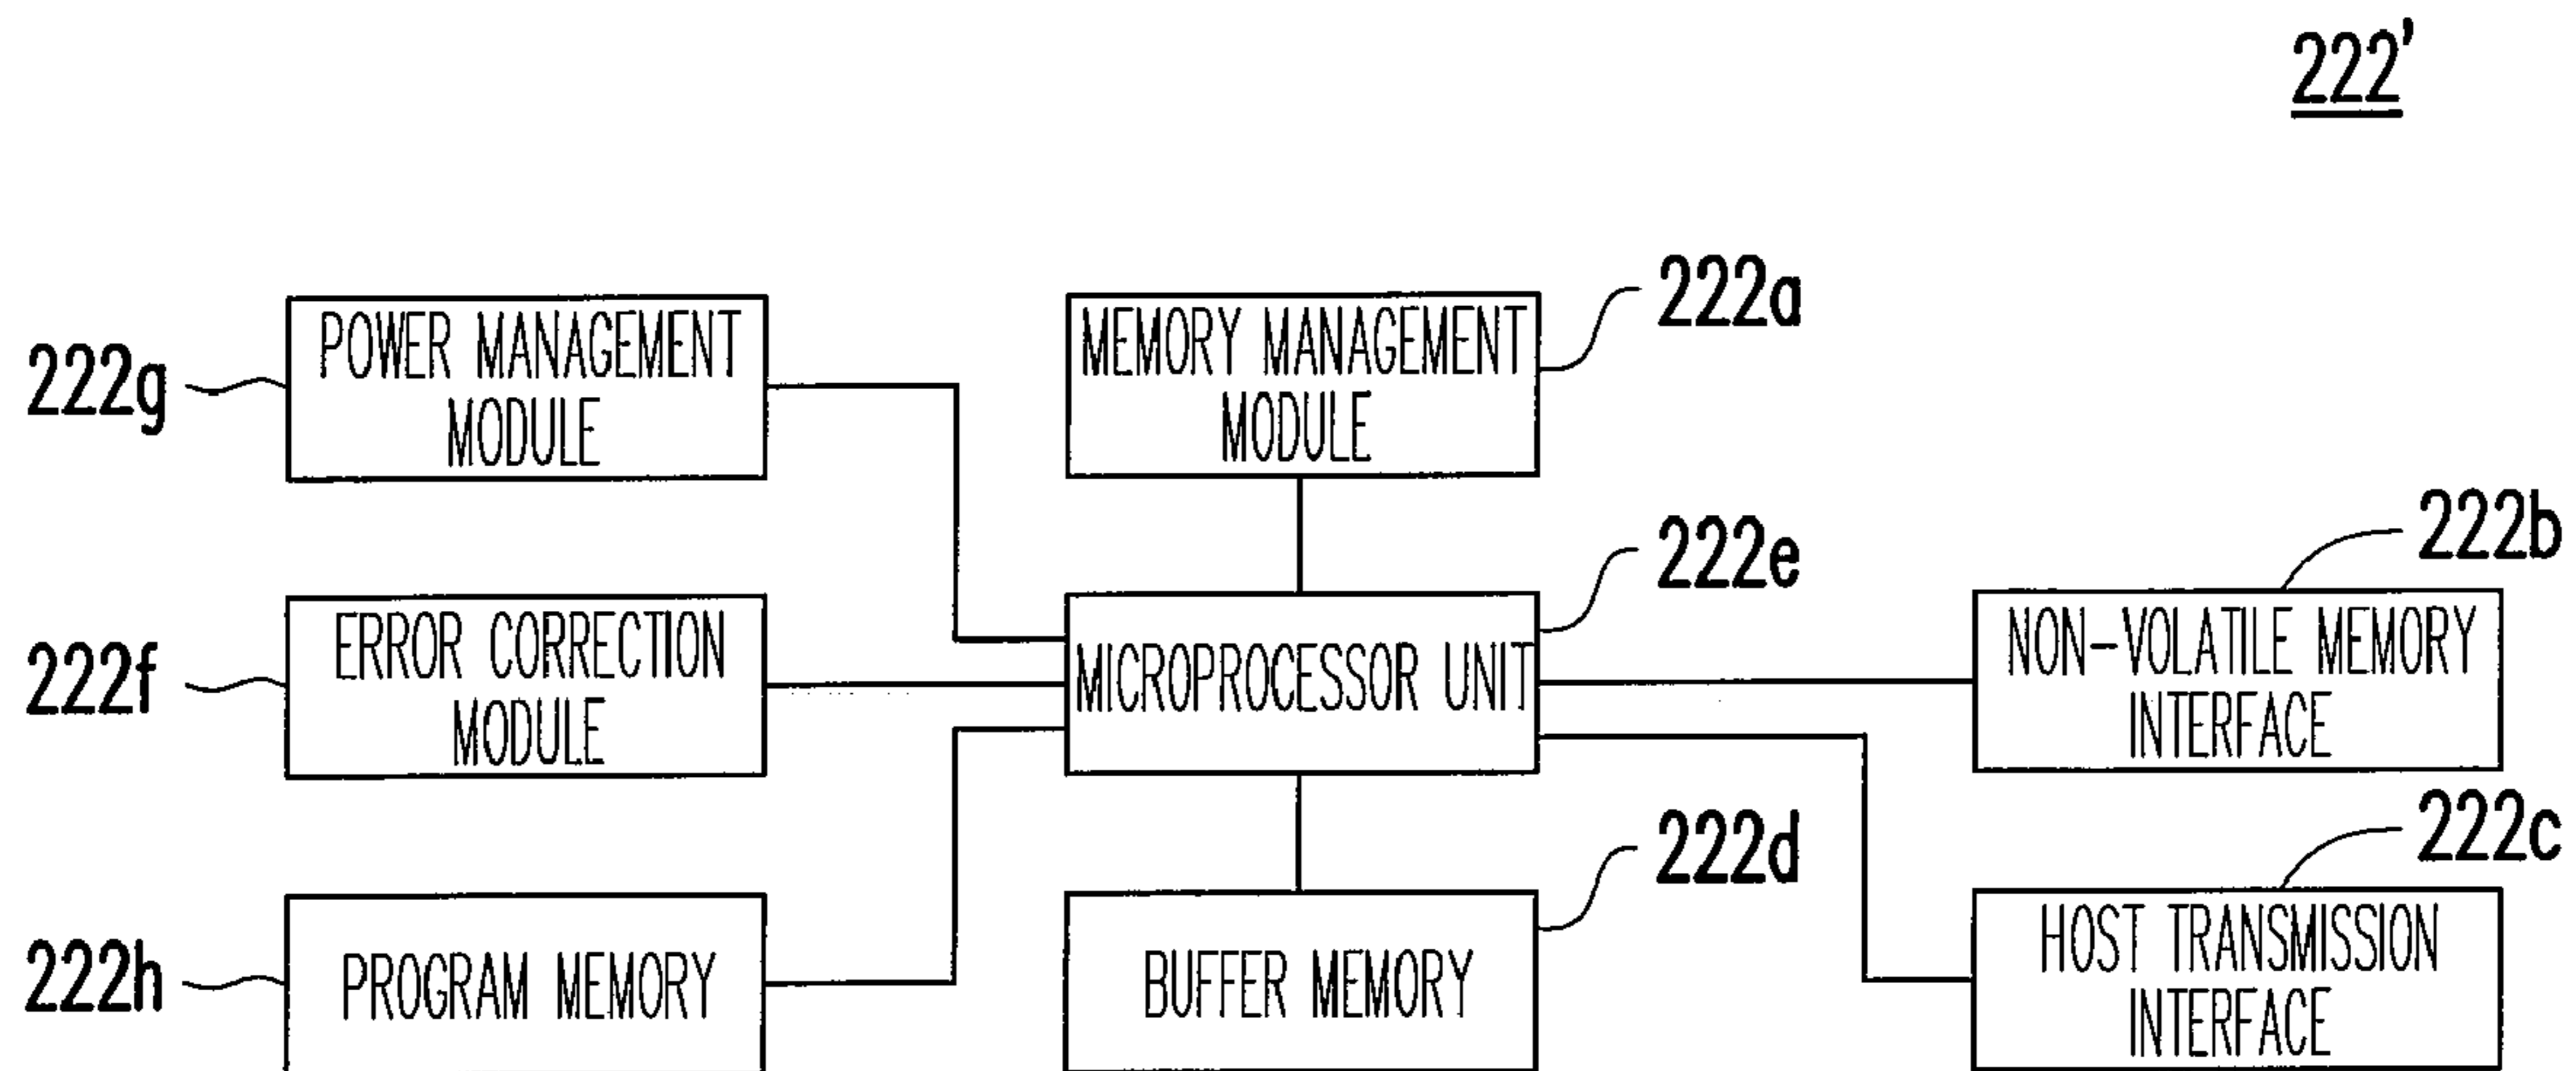 222'
222g
POWER MANAGEMENT
MODULE
MEMORY MANAGEMENT
MODULE
222a
222f
ERROR CORRECTION
MODULE
MICROPROCESSOR UNIT
222e
NON-VOLATILE MEMORY
INTERFACE
222b
222h
PROGRAM MEMORY
BUFFER MEMORY
222d
HOST TRANSMISSION
INTERFACE
222c